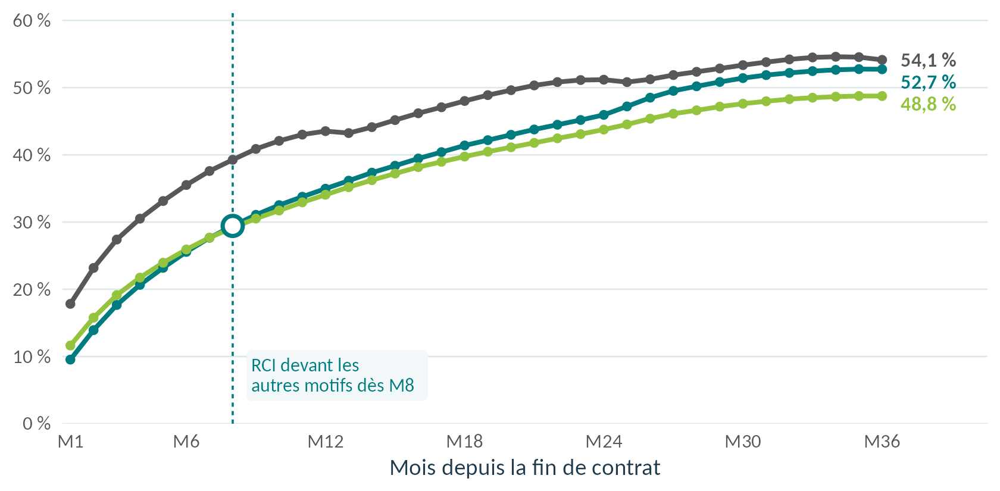 60 %
50 %
40 %
30 %
20 %
10 %
0 %
54,1 %
52,7 %
48,8 %
RCI devant les
autres motifs dès M8
M1 M6 M12 M18 M24 M30 M36
Mois depuis la fin de contrat